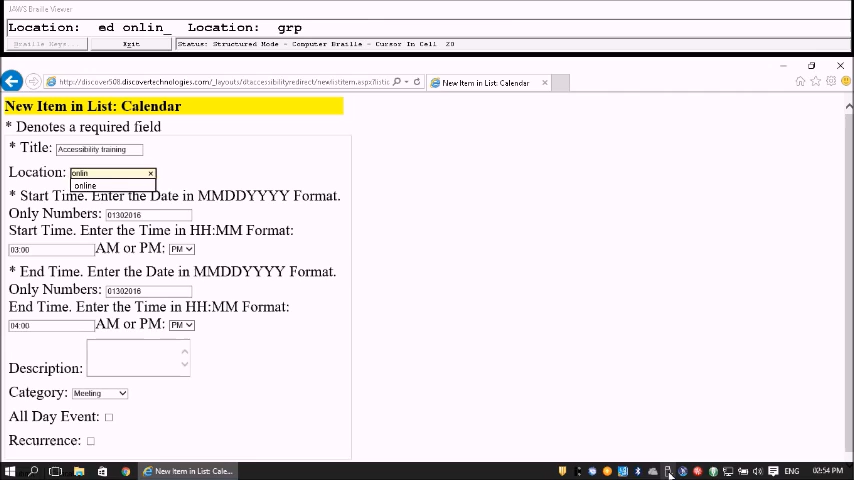 JAWS Braille Viewer
Location:  ed onlin_  Location:  grp
Braille Keys... Exit Status: Structured Mode - Computer Braille - Cursor In Cell 20
http://discover508.discovertechnologies.com/_layouts/dtaccessibilityredirect/newlistitem.aspx?listic
New Item in List: Calendar
New Item in List: Calendar
* Denotes a required field
* Title: Accessibility training
Location: onlin
online
* Start Time. Enter the Date in MMDDYYYY Format.
Only Numbers: 01302016
Start Time. Enter the Time in HH:MM Format:
03:00 AM or PM: PM
* End Time. Enter the Date in MMDDYYYY Format.
Only Numbers: 01302016
End Time. Enter the Time in HH:MM Format:
04:00 AM or PM: PM
Description:
Category: Meeting
All Day Event:
Recurrence:
New Item in List: Cale...
ENG 02:54 PM